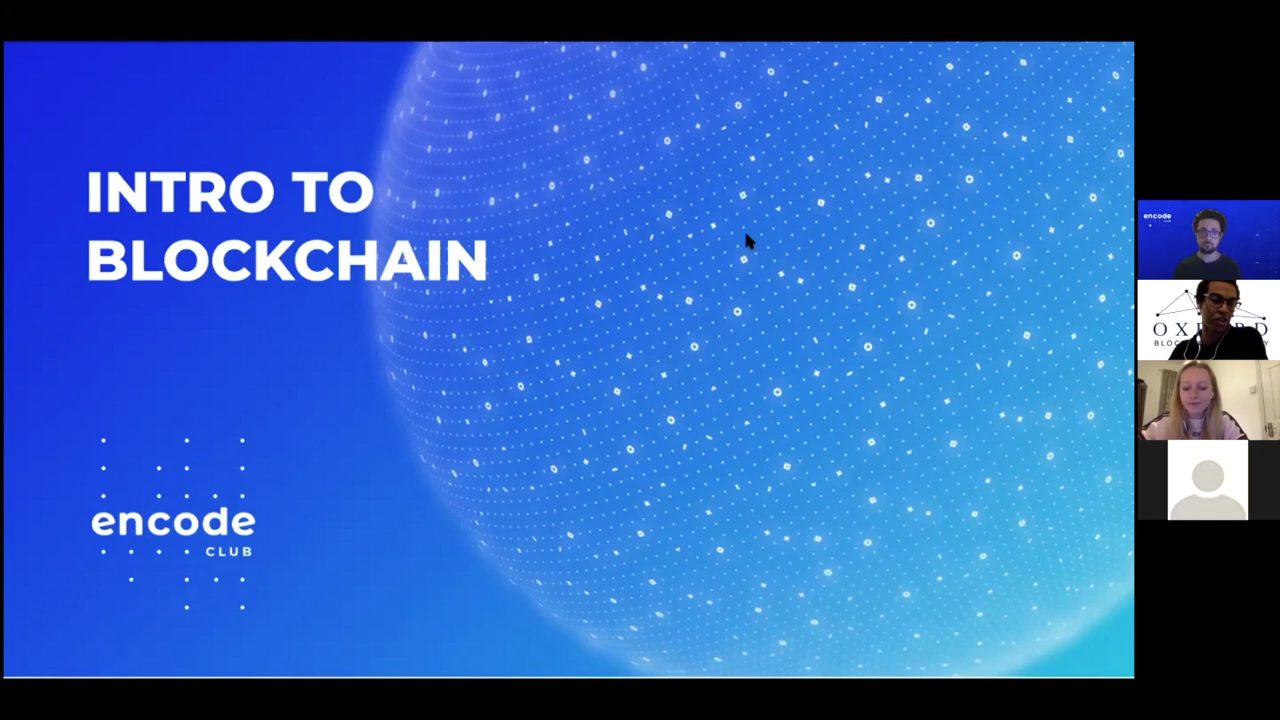 INTRO TO
BLOCKCHAIN
encode
CLUB
encode